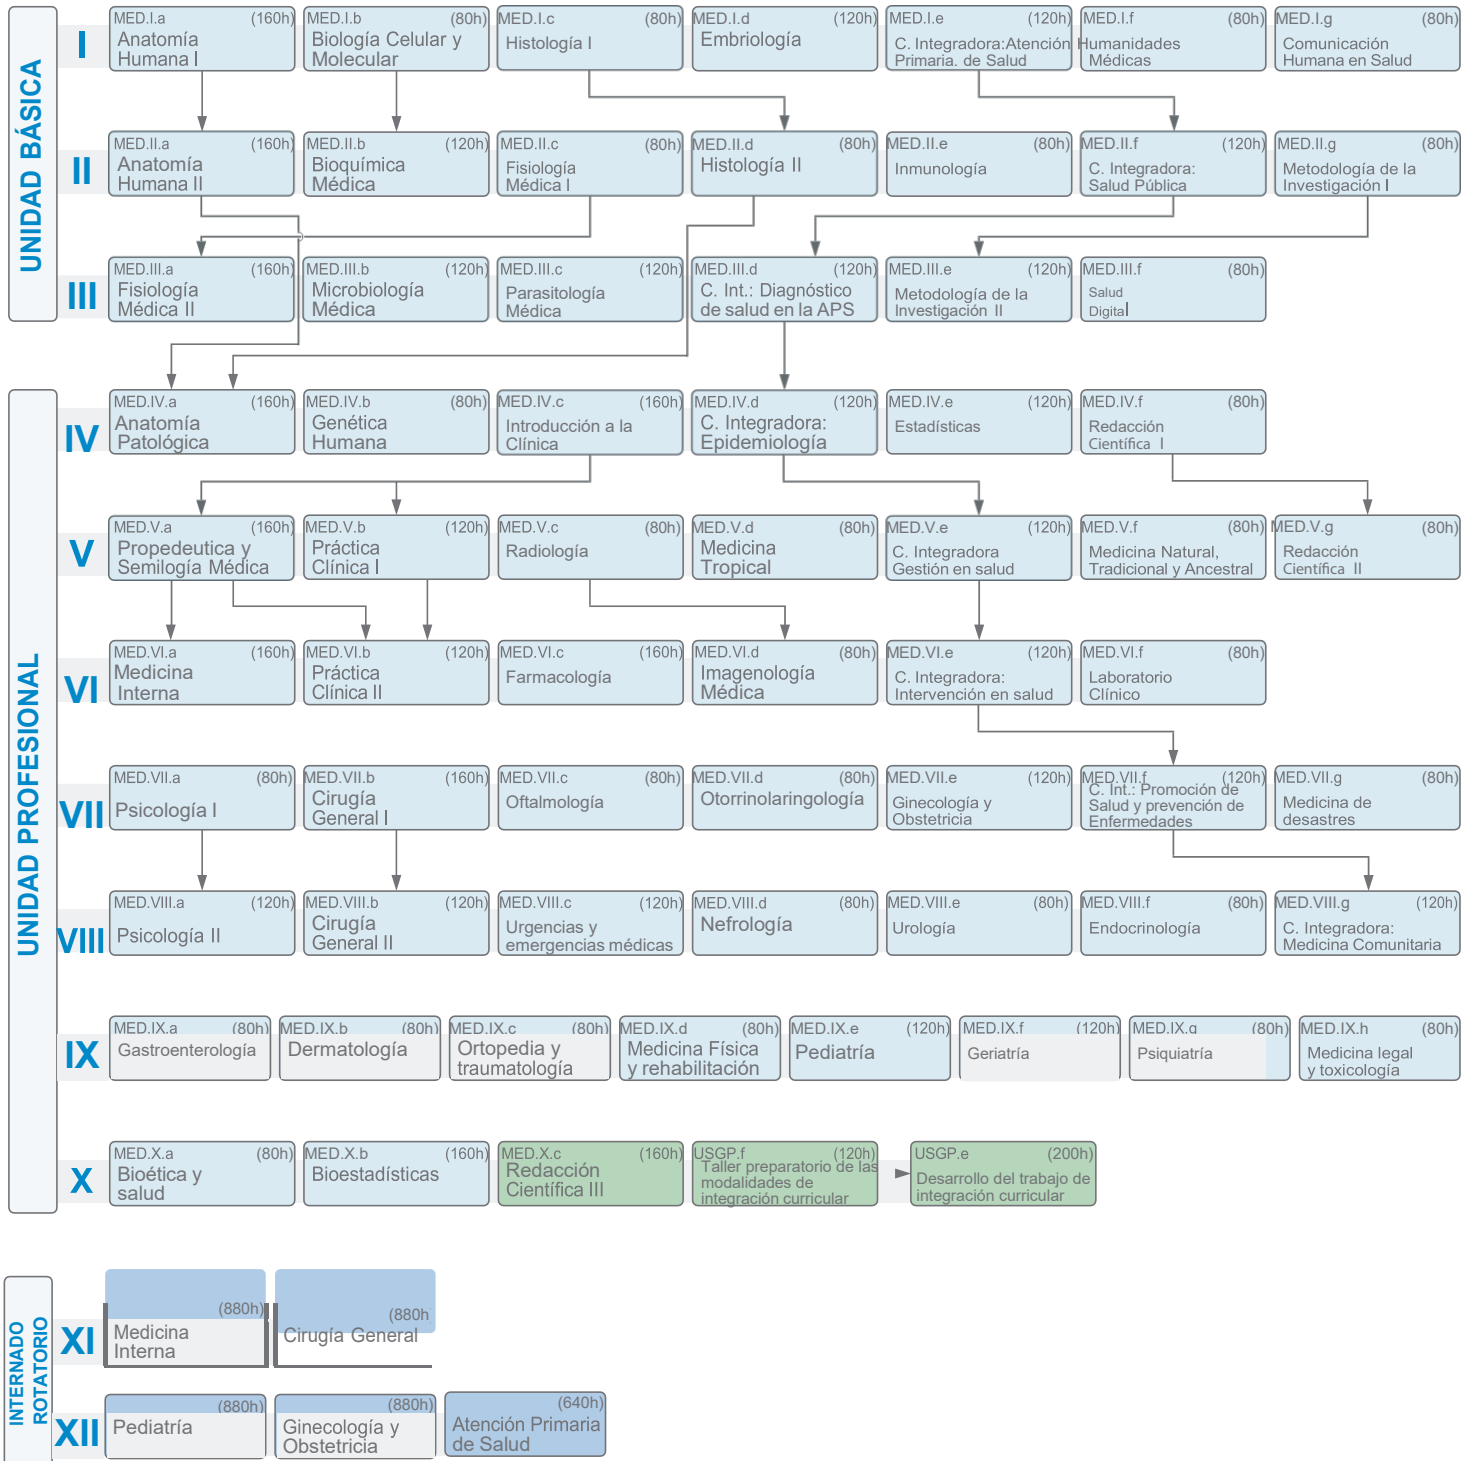 UNIDAD BÁSICA
I
MED.I.a (160h)
Anatomía
Humana I
MED.I.b (80h)
Biología Celular y
Molecular
MED.I.c (80h)
Histología I
MED.I.d (120h)
Embriología
MED.I.e (120h)
C. Integradora:Atención
Primaria. de Salud
MED.I.f (80h)
Humanidades
Médicas
MED.I.g (80h)
Comunicación
Humana en Salud
II
MED.II.a (160h)
Anatomía
Humana II
MED.II.b (120h)
Bioquímica
Médica
MED.II.c (80h)
Fisiología
Médica I
MED.II.d (80h)
Histología II
MED.II.e (80h)
Inmunología
MED.II.f (120h)
C. Integradora:
Salud Pública
MED.II.g (80h)
Metodología de la
Investigación I
III
MED.III.a (160h)
Fisiología
Médica II
MED.III.b (120h)
Microbiología
Médica
MED.III.c (120h)
Parasitología
Médica
MED.III.d (120h)
C. Int.: Diagnóstico
de salud en la APS
MED.III.e (120h)
Metodología de la
Investigación II
MED.III.f (80h)
Salud
Digital
UNIDAD PROFESIONAL
IV
MED.IV.a (160h)
Anatomía
Patológica
MED.IV.b (80h)
Genética
Humana
MED.IV.c (160h)
Introducción a la
Clínica
MED.IV.d (120h)
C. Integradora:
Epidemiología
MED.IV.e (120h)
Estadísticas
MED.IV.f (80h)
Redacción
Científica I
V
MED.V.a (160h)
Propedeutica y
Semilogía Médica
MED.V.b (120h)
Práctica
Clínica I
MED.V.c (80h)
Radiología
MED.V.d (80h)
Medicina
Tropical
MED.V.e (120h)
C. Integradora
Gestión en salud
MED.V.f (80h)
Medicina Natural,
Tradicional y Ancestral
MED.V.g (80h)
Redacción
Científica II
VI
MED.VI.a (160h)
Medicina
Interna
MED.VI.b (120h)
Práctica
Clínica II
MED.VI.c (160h)
Farmacología
MED.VI.d (80h)
Imagenología
Médica
MED.VI.e (120h)
C. Integradora:
Intervención en salud
MED.VI.f (80h)
Laboratorio
Clínico
VII
MED.VII.a (80h)
Psicología I
MED.VII.b (160h)
Cirugía
General I
MED.VII.c (80h)
Oftalmología
MED.VII.d (80h)
Otorrinolaringología
MED.VII.e (120h)
Ginecología y
Obstetricia
MED.VII.f (120h)
C. Int.: Promoción de
Salud y prevención de
Enfermedades
MED.VII.g (80h)
Medicina de
desastres
VIII
MED.VIII.a (120h)
Psicología II
MED.VIII.b (120h)
Cirugía
General II
MED.VIII.c (120h)
Urgencias y
emergencias médicas
MED.VIII.d (80h)
Nefrología
MED.VIII.e (80h)
Urología
MED.VIII.f (80h)
Endocrinología
MED.VIII.g (120h)
C. Integradora:
Medicina Comunitaria
IX
MED.IX.a (80h)
Gastroenterología
MED.IX.b (80h)
Dermatología
MED.IX.c (80h)
Ortopedia y
traumatología
MED.IX.d (80h)
Medicina Física
y rehabilitación
MED.IX.e (120h)
Pediatría
MED.IX.f (120h)
Geriatría
MED.IX.g (80h)
Psiquiatría
MED.IX.h (80h)
Medicina legal
y toxicología
X
MED.X.a (80h)
Bioética y
salud
MED.X.b (160h)
Bioestadísticas
MED.X.c (160h)
Redacción
Científica III
USGP.f (120h)
Taller preparatorio de las
modalidades de
integración curricular
USGP.e (200h)
Desarrollo del trabajo de
integración curricular
INTERNADO
ROTATORIO
XI
(880h)
Medicina
Interna
(880h
Cirugía General
XII
(880h)
Pediatría
(880h)
Ginecología y
Obstetricia
(640h)
Atención Primaria
de Salud